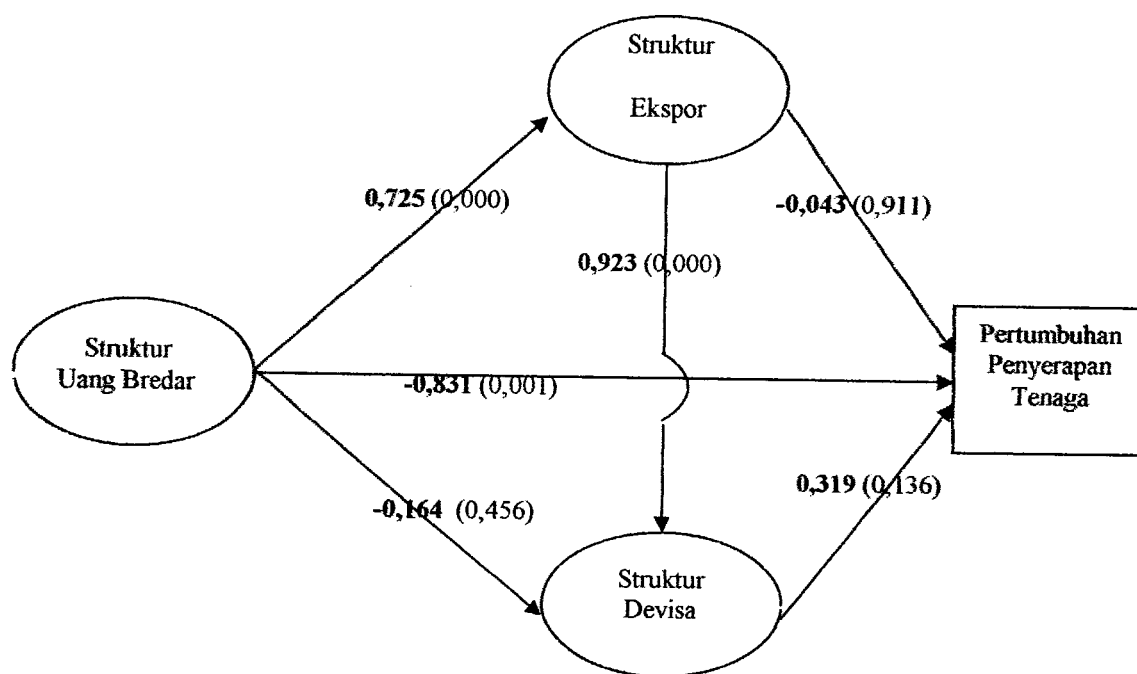 Struktur
Ekspor
0,725 (0,000)
-0,043 (0,911)
0,923 (0,000)
Struktur
Uang Bredar
-0,831 (0,001)
Pertumbuhan
Penyerapan
Tenaga
-0,164 (0,456)
0,319 (0,136)
Struktur
Devisa